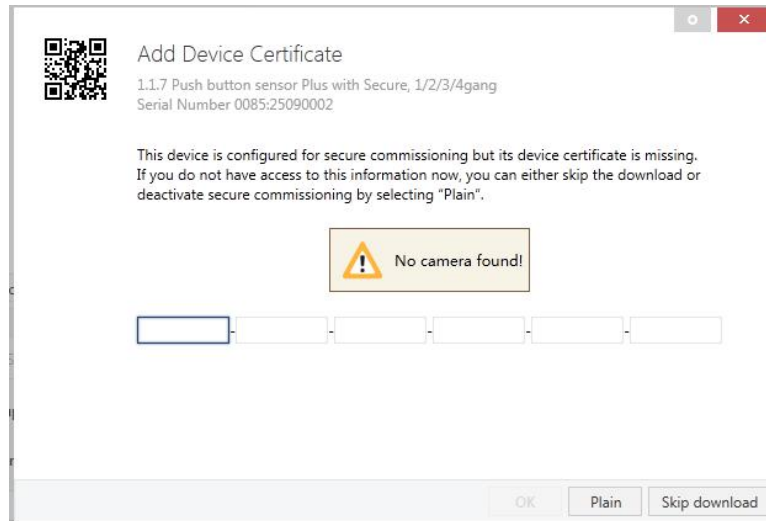 Add Device Certificate
1.1.7 Push button sensor Plus with Secure, 1/2/3/4gang
Serial Number 0085:25090002
This device is configured for secure commissioning but its device certificate is missing.
If you do not have access to this information now, you can either skip the download or
deactivate secure commissioning by selecting "Plain".
No camera found!
- - - - -
OK Plain Skip download